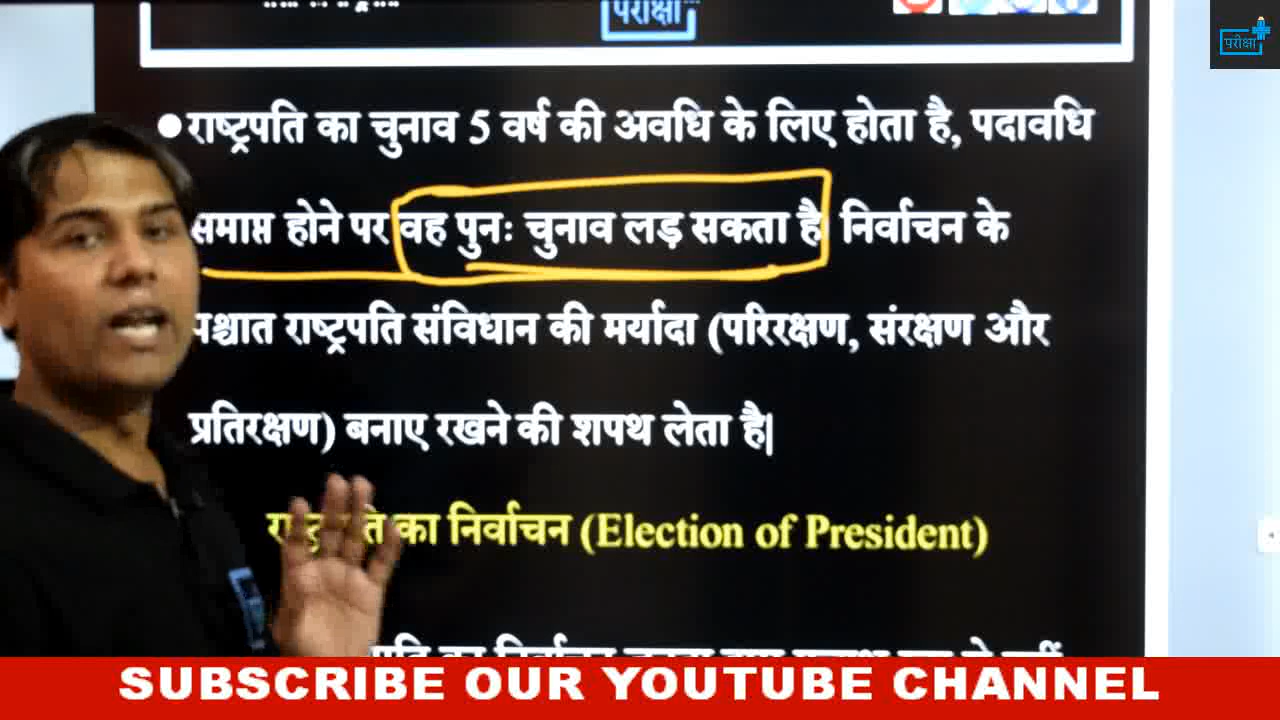 परीक्षा
परीक्षा
राष्ट्रपति का चुनाव 5 वर्ष की अवधि के लिए होता है, पदावधि
समाप्त होने पर वह पुनः चुनाव लड़ सकता है निर्वाचन के
पश्चात राष्ट्रपति संविधान की मर्यादा (परिरक्षण, संरक्षण और
प्रतिरक्षण) बनाए रखने की शपथ लेता है|
राष्ट्रपति का निर्वाचन (Election of President)
SUBSCRIBE OUR YOUTUBE CHANNEL